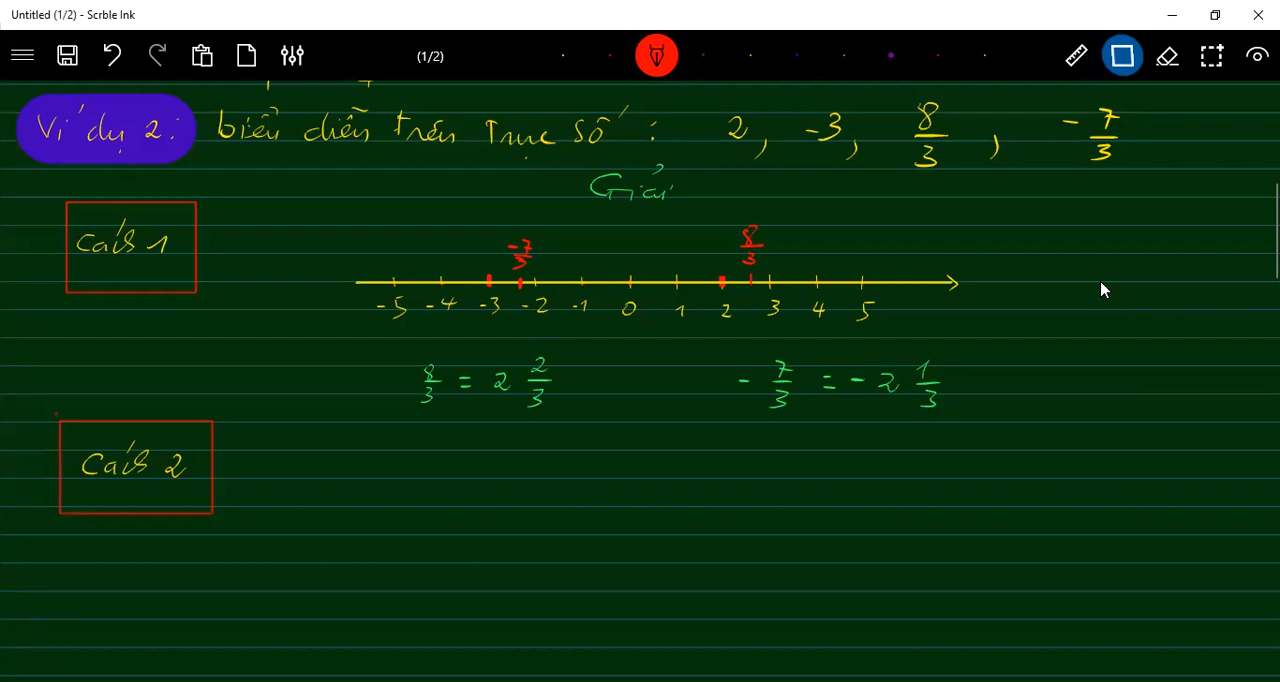 Untitled (1/2) - Scrble Ink
(1/2)
Ví dụ 2: biểu diễn trên trục số : 2, -3, 8/3, -7/3
Giải
Cách 1
-7/3 8/3
-5 -4 -3 -2 -1 0 1 2 3 4 5
8/3 = 2 2/3 -7/3 = -2 1/3
Cách 2